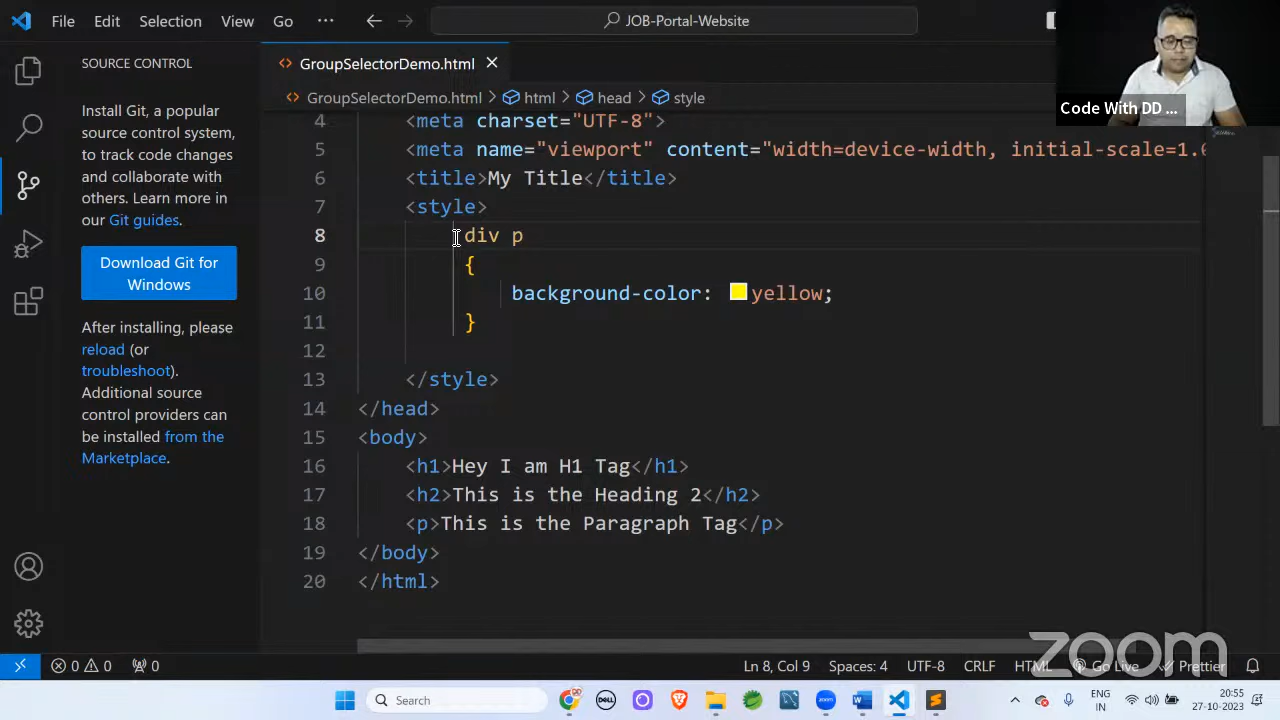 File Edit Selection View Go ··· JOB-Portal-Website
SOURCE CONTROL
Install Git, a popular
source control system,
to track code changes
and collaborate with
others. Learn more in
our Git guides.
Download Git for
Windows
After installing, please
reload (or
troubleshoot).
Additional source
control providers can
be installed from the
Marketplace.
GroupSelectorDemo.html
GroupSelectorDemo.html > html > head > style
4 <meta charset="UTF-8">
5 <meta name="viewport" content="width=device-width, initial-scale=1.0
6 <title>My Title</title>
7 <style>
8 div p
9 {
10 background-color: yellow;
11 }
12
13 </style>
14 </head>
15 <body>
16 <h1>Hey I am H1 Tag</h1>
17 <h2>This is the Heading 2</h2>
18 <p>This is the Paragraph Tag</p>
19 </body>
20 </html>
Code With DD ...
zoom
0 0 0 Ln 8, Col 9 Spaces: 4 UTF-8 CRLF HTML Go Live Prettier
Search
DELL
zoom
ENG
IN
20:55
27-10-2023